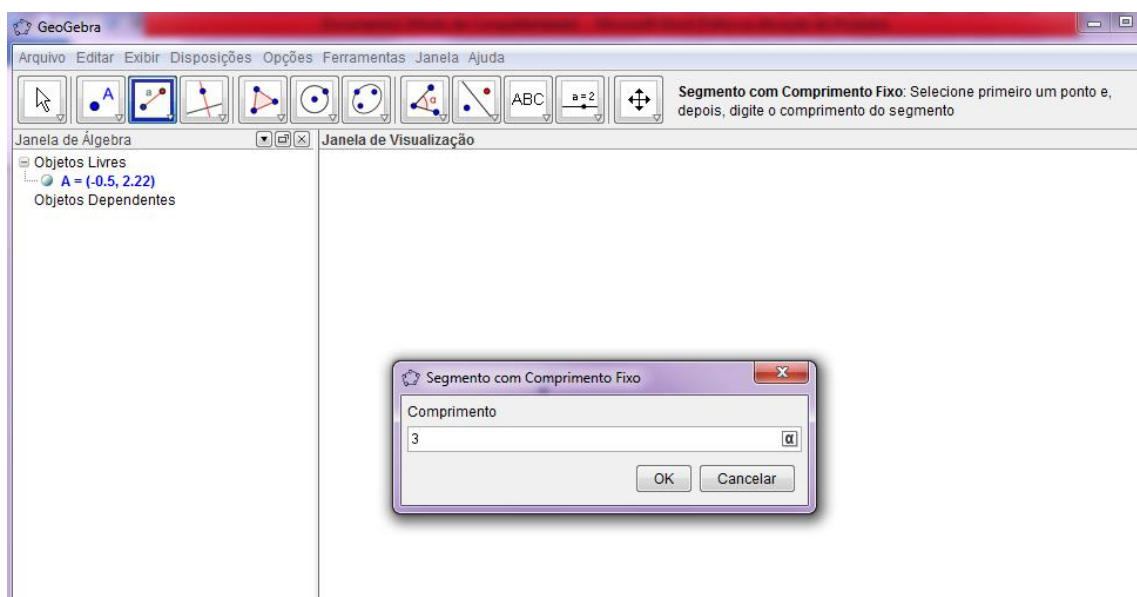 GeoGebra
Arquivo Editar Exibir Disposições Opções Ferramentas Janela Ajuda
A
a
α
ABC
a=2
Segmento com Comprimento Fixo: Selecione primeiro um ponto e,
depois, digite o comprimento do segmento
Janela de Álgebra
Janela de Visualização
Objetos Livres
A = (-0.5, 2.22)
Objetos Dependentes
Segmento com Comprimento Fixo
Comprimento
3
α
OK Cancelar